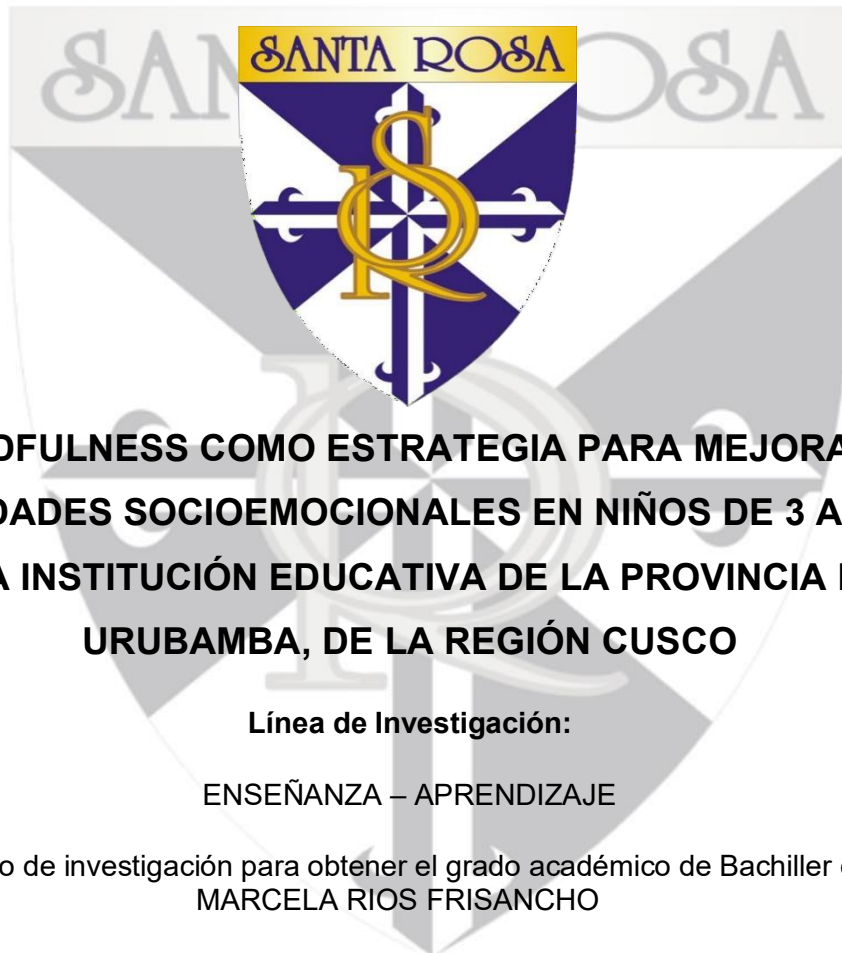 SANTA ROSA
DFULNESS COMO ESTRATEGIA PARA MEJORA
DADES SOCIOEMOCIONALES EN NIÑOS DE 3 A
A INSTITUCIÓN EDUCATIVA DE LA PROVINCIA
URUBAMBA, DE LA REGIÓN CUSCO
Línea de Investigación:
ENSEÑANZA – APRENDIZAJE
o de investigación para obtener el grado académico de Bachiller
MARCELA RIOS FRISANCHO